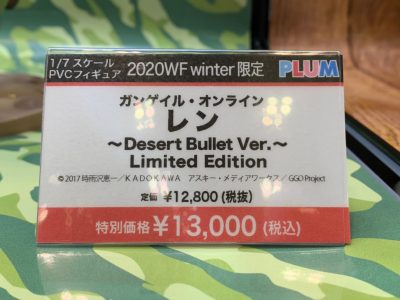 1/7スケール
PVCフィギュア 2020WF winter 限定 PLUM
ガンゲイル・オンライン
レン
～Desert Bullet Ver.～
Limited Edition
©2017 時雨沢恵一／KADOKAWA アスキー・メディアワークス／GGO Project
定価 ¥12,800(税抜)
特別価格 ¥13,000(税込)